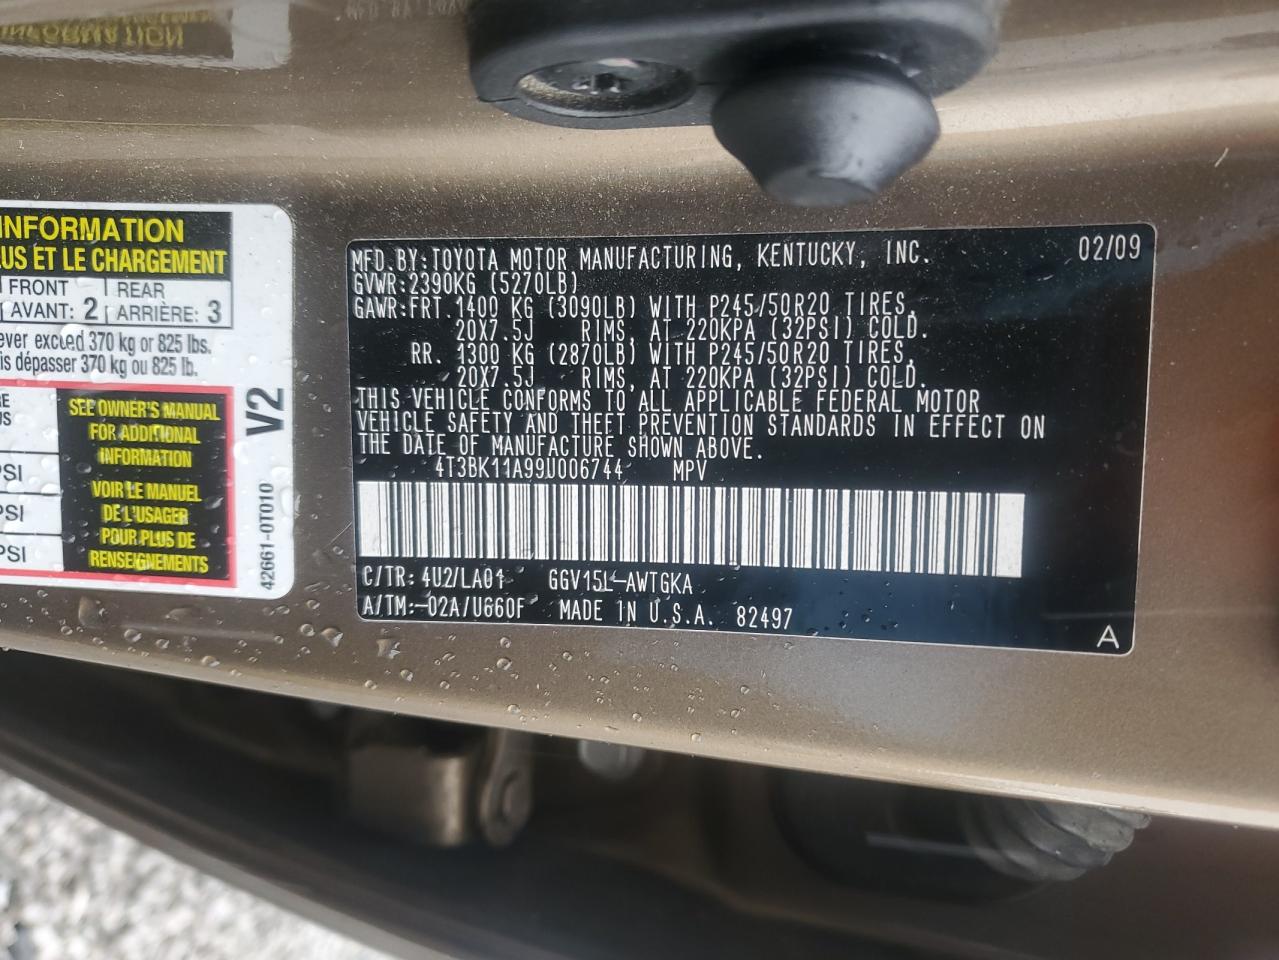 INFORMATION
INFORMATION
LUS ET LE CHARGEMENT
FRONT REAR
AVANT: 2 ARRIÈRE: 3
ever exceed 370 kg or 825 lbs.
is dépasser 370 kg ou 825 lb.
RE
US
PSI
PSI
PSI
SEE OWNER'S MANUAL
FOR ADDITIONAL
INFORMATION
VOIR LE MANUEL
DE L'USAGER
POUR PLUS DE
RENSEIGNEMENTS
V2
42661-0T010
MFD.BY:TOYOTA MOTOR MANUFACTURING, KENTUCKY, INC. 02/09
GVWR:2390KG (5270LB)
GAWR:FRT. 1400 KG (3090LB) WITH P245/50R20 TIRES,
20X7.5J RIMS, AT 220KPA (32PSI) COLD.
RR. 1300 KG (2870LB) WITH P245/50R20 TIRES,
20X7.5J RIMS, AT 220KPA (32PSI) COLD.
THIS VEHICLE CONFORMS TO ALL APPLICABLE FEDERAL MOTOR
VEHICLE SAFETY AND THEFT PREVENTION STANDARDS IN EFFECT ON
THE DATE OF MANUFACTURE SHOWN ABOVE.
4T3BK11A99U006744 MPV
C/TR: 4U2/LA01 GGV15L-AWTGKA
A/TM:-02A/U660F MADE IN U.S.A. 82497
A